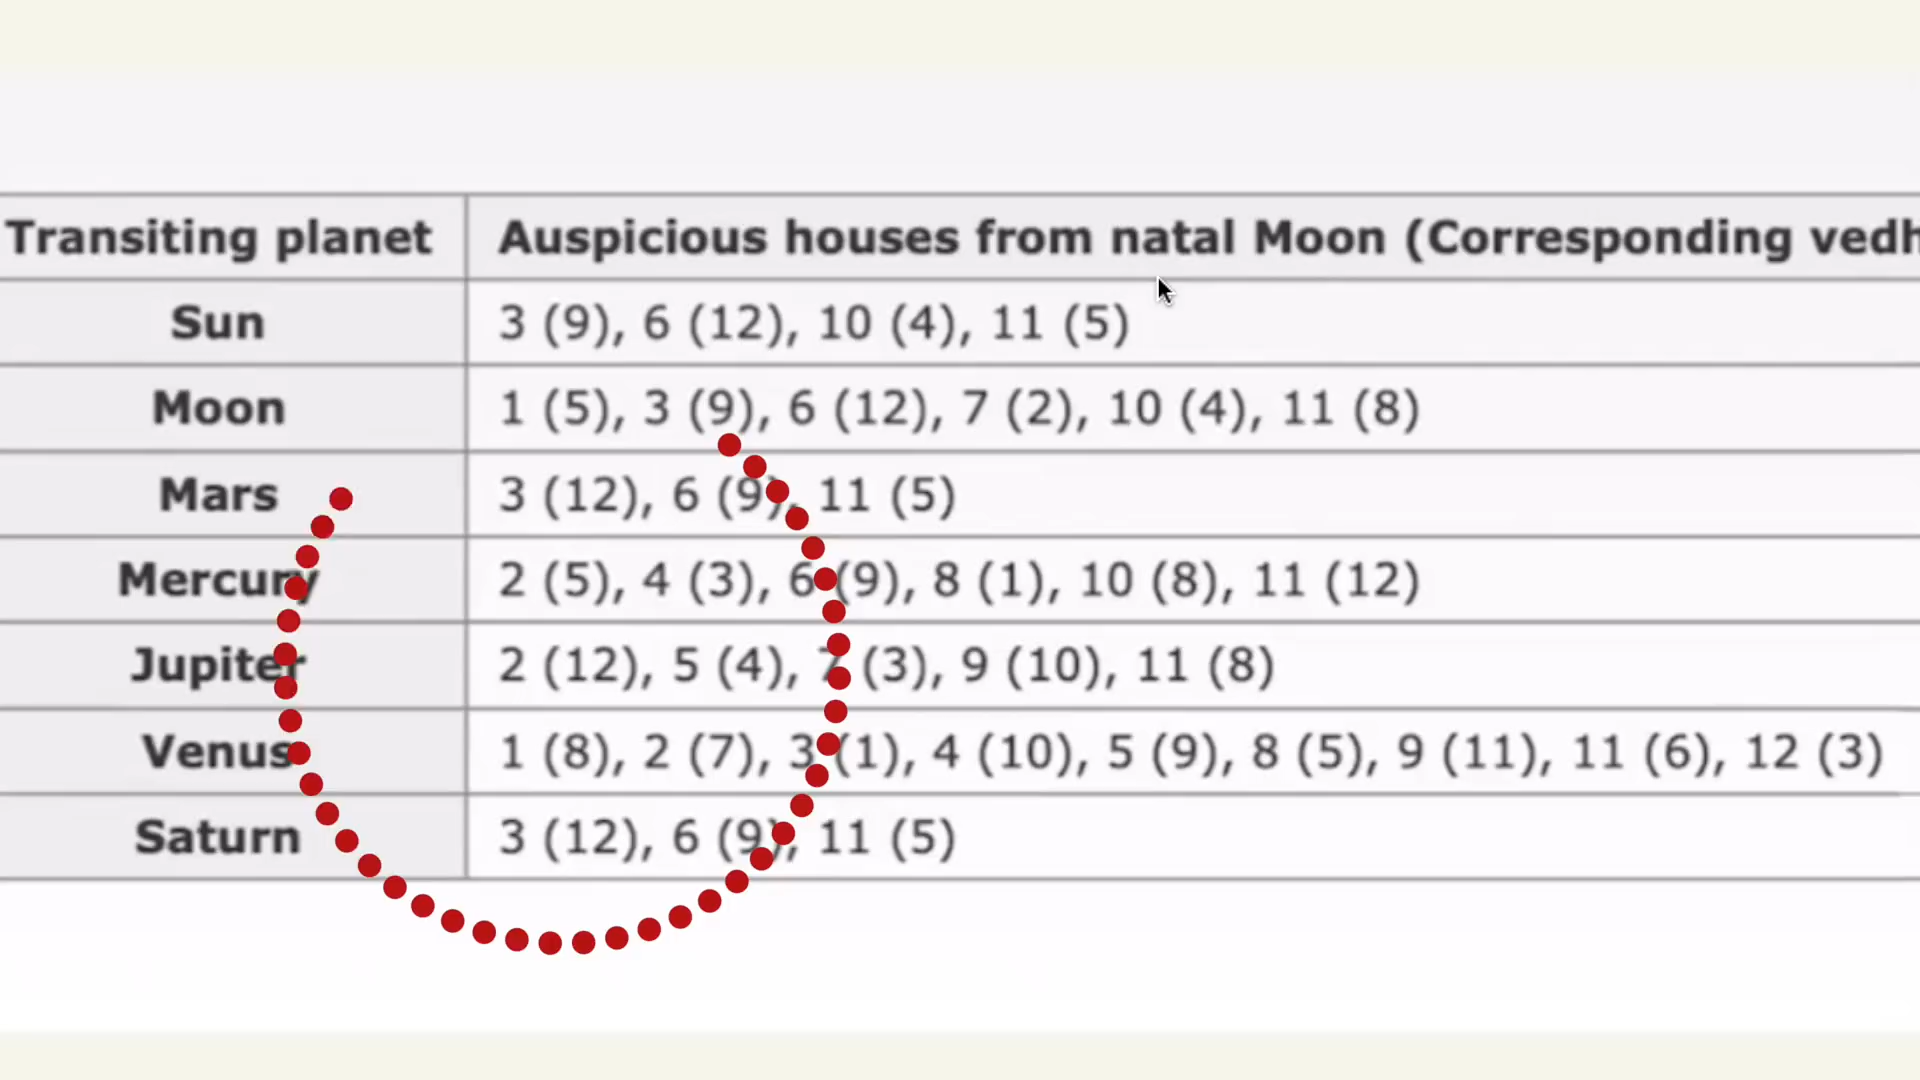 Transiting planet Auspicious houses from natal Moon (Corresponding
Sun 3 (9), 6 (12), 10 (4), 11 (5)
Moon 1 (5), 3 (9), 6 (12), 7 (2), 10 (4), 11 (8)
Mars 3 (12), 6 (9), 11 (5)
Mercury 2 (5), 4 (3), 6 (9), 8 (1), 10 (8), 11 (12)
Jupiter 2 (12), 5 (4), 7 (3), 9 (10), 11 (8)
Venus 1 (8), 2 (7), 3 (1), 4 (10), 5 (9), 8 (5), 9 (11), 11 (6), 12 (3)
Saturn 3 (12), 6 (9), 11 (5)